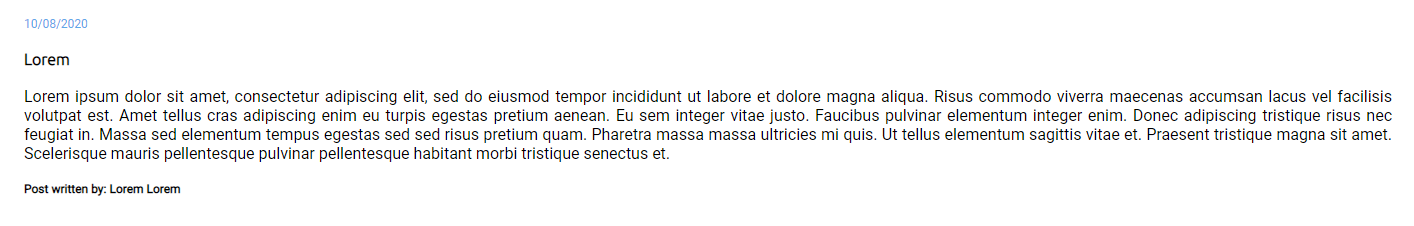 10/08/2020
Lorem
Lorem ipsum dolor sit amet, consectetur adipiscing elit, sed do eiusmod tempor incididunt ut labore et dolore magna aliqua. Risus commodo viverra maecenas accumsan lacus vel facilisis
volutpat est. Amet tellus cras adipiscing enim eu turpis egestas pretium aenean. Eu sem integer vitae justo. Faucibus pulvinar elementum integer enim. Donec adipiscing tristique risus nec
feugiat in. Massa sed elementum tempus egestas sed sed risus pretium quam. Pharetra massa massa ultricies mi quis. Ut tellus elementum sagittis vitae et. Praesent tristique magna sit amet.
Scelerisque mauris pellentesque pulvinar pellentesque habitant morbi tristique senectus et.
Post written by: Lorem Lorem